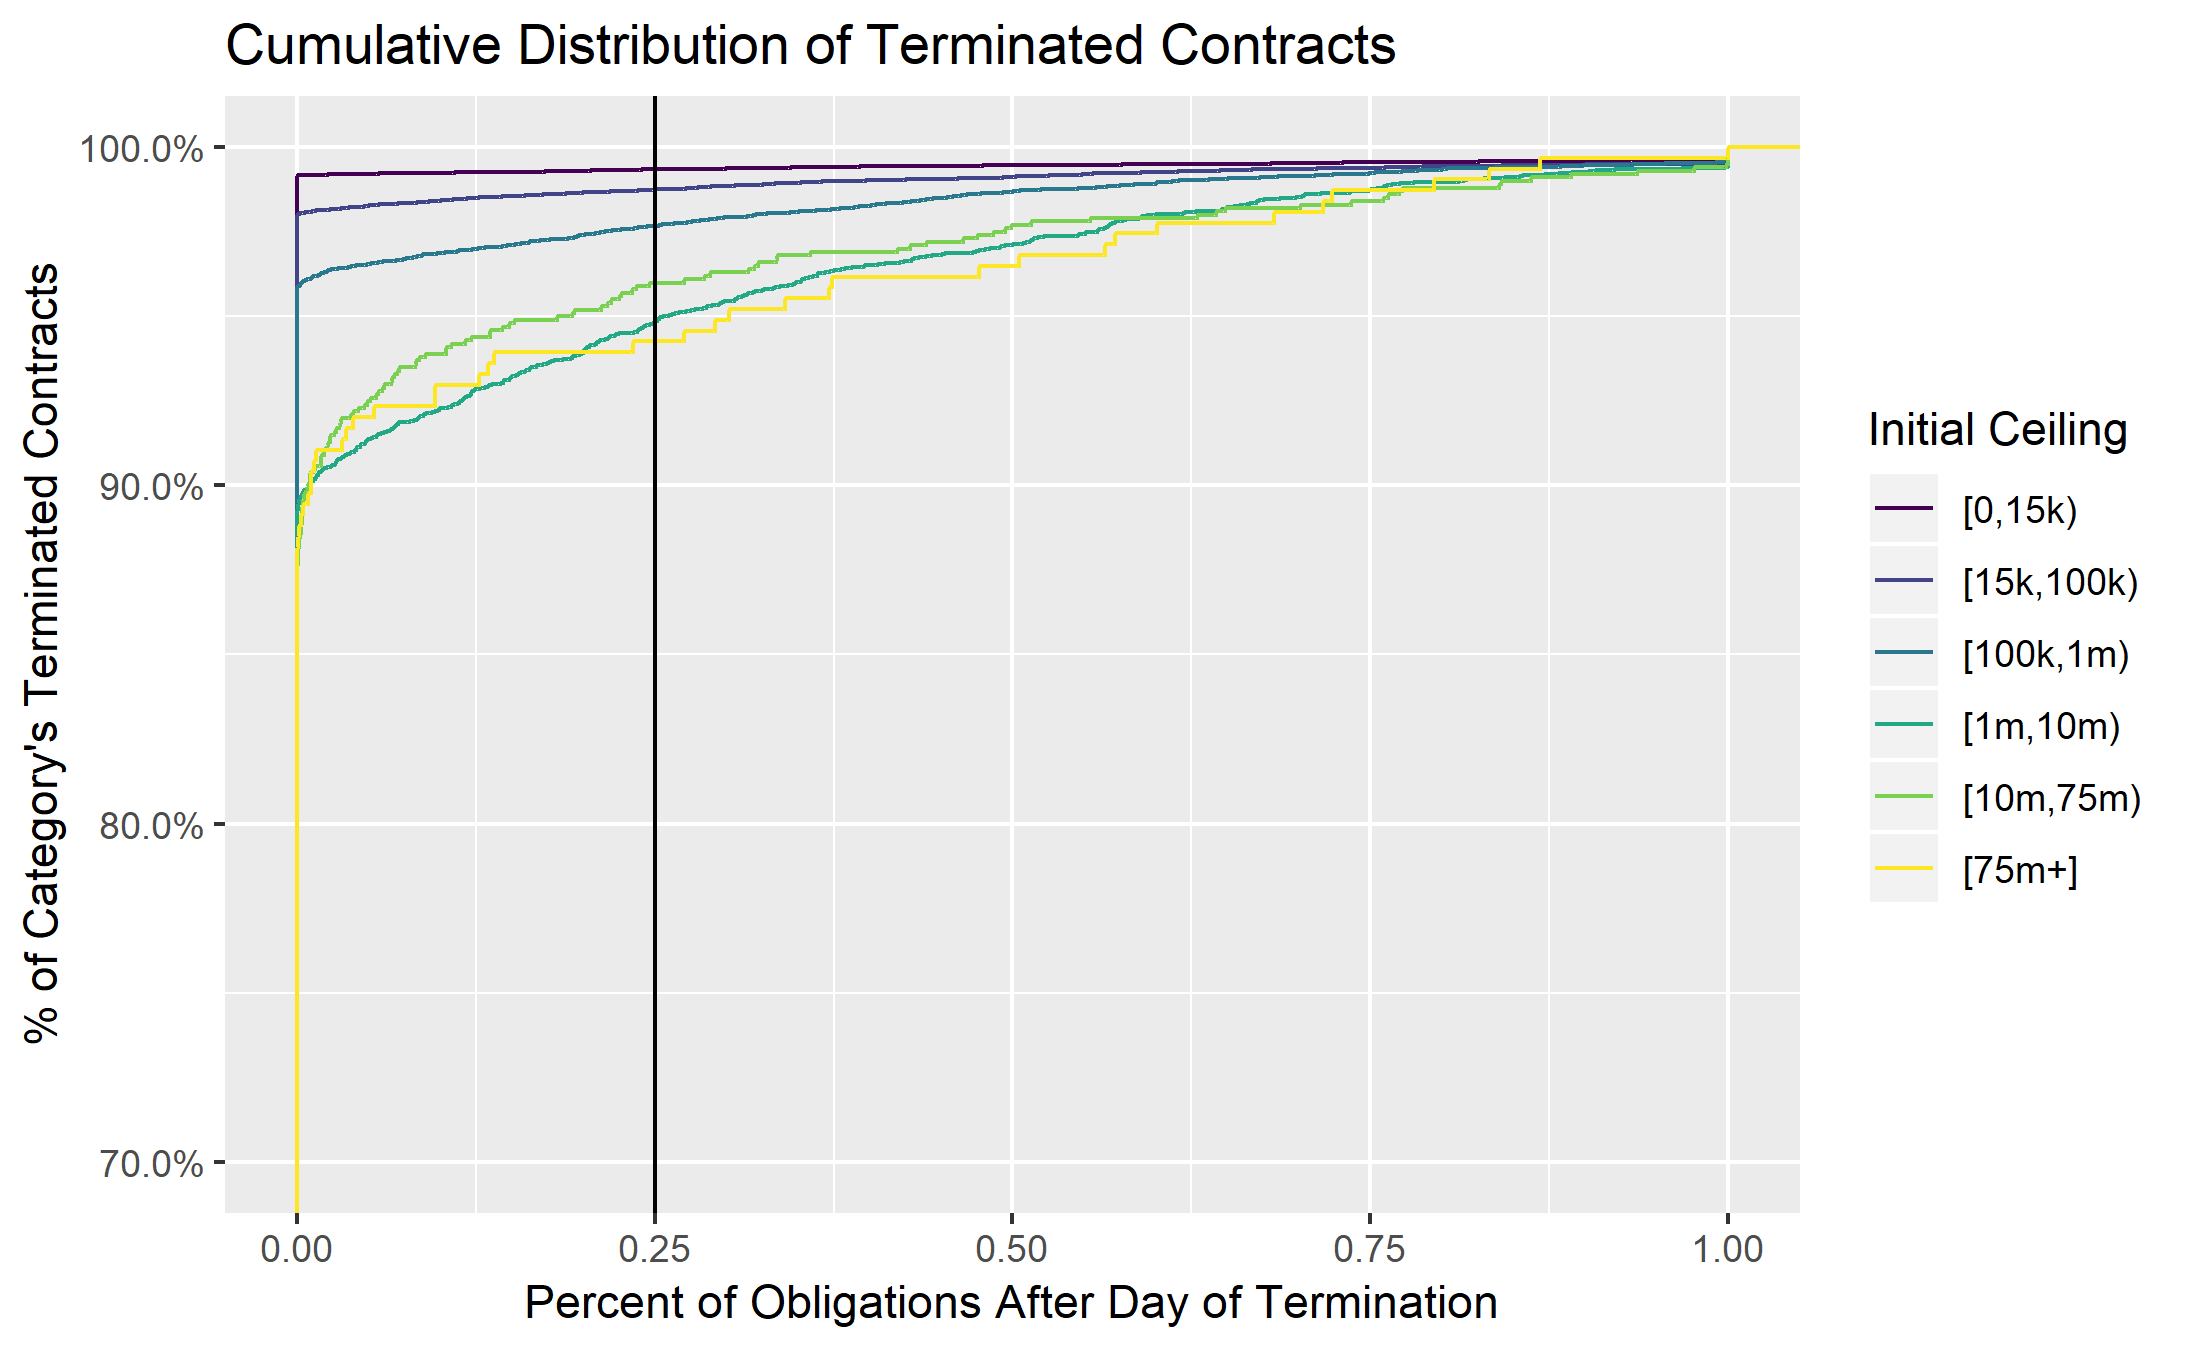 Cumulative Distribution of Terminated Contracts
% of Category's Terminated Contracts
100.0%
90.0%
80.0%
70.0%
0.00
0.25
0.50
0.75
1.00
Percent of Obligations After Day of Termination
Initial Ceiling
[0,15k)
[15k,100k)
[100k,1m)
[1m,10m)
[10m,75m)
[75m+]